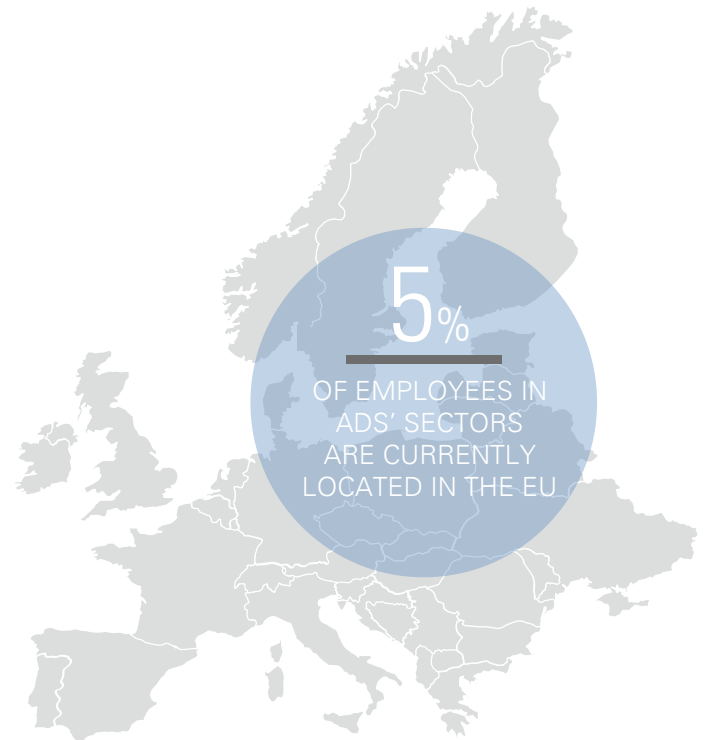 5%
OF EMPLOYEES IN
ADS’ SECTORS
ARE CURRENTLY
LOCATED IN THE EU